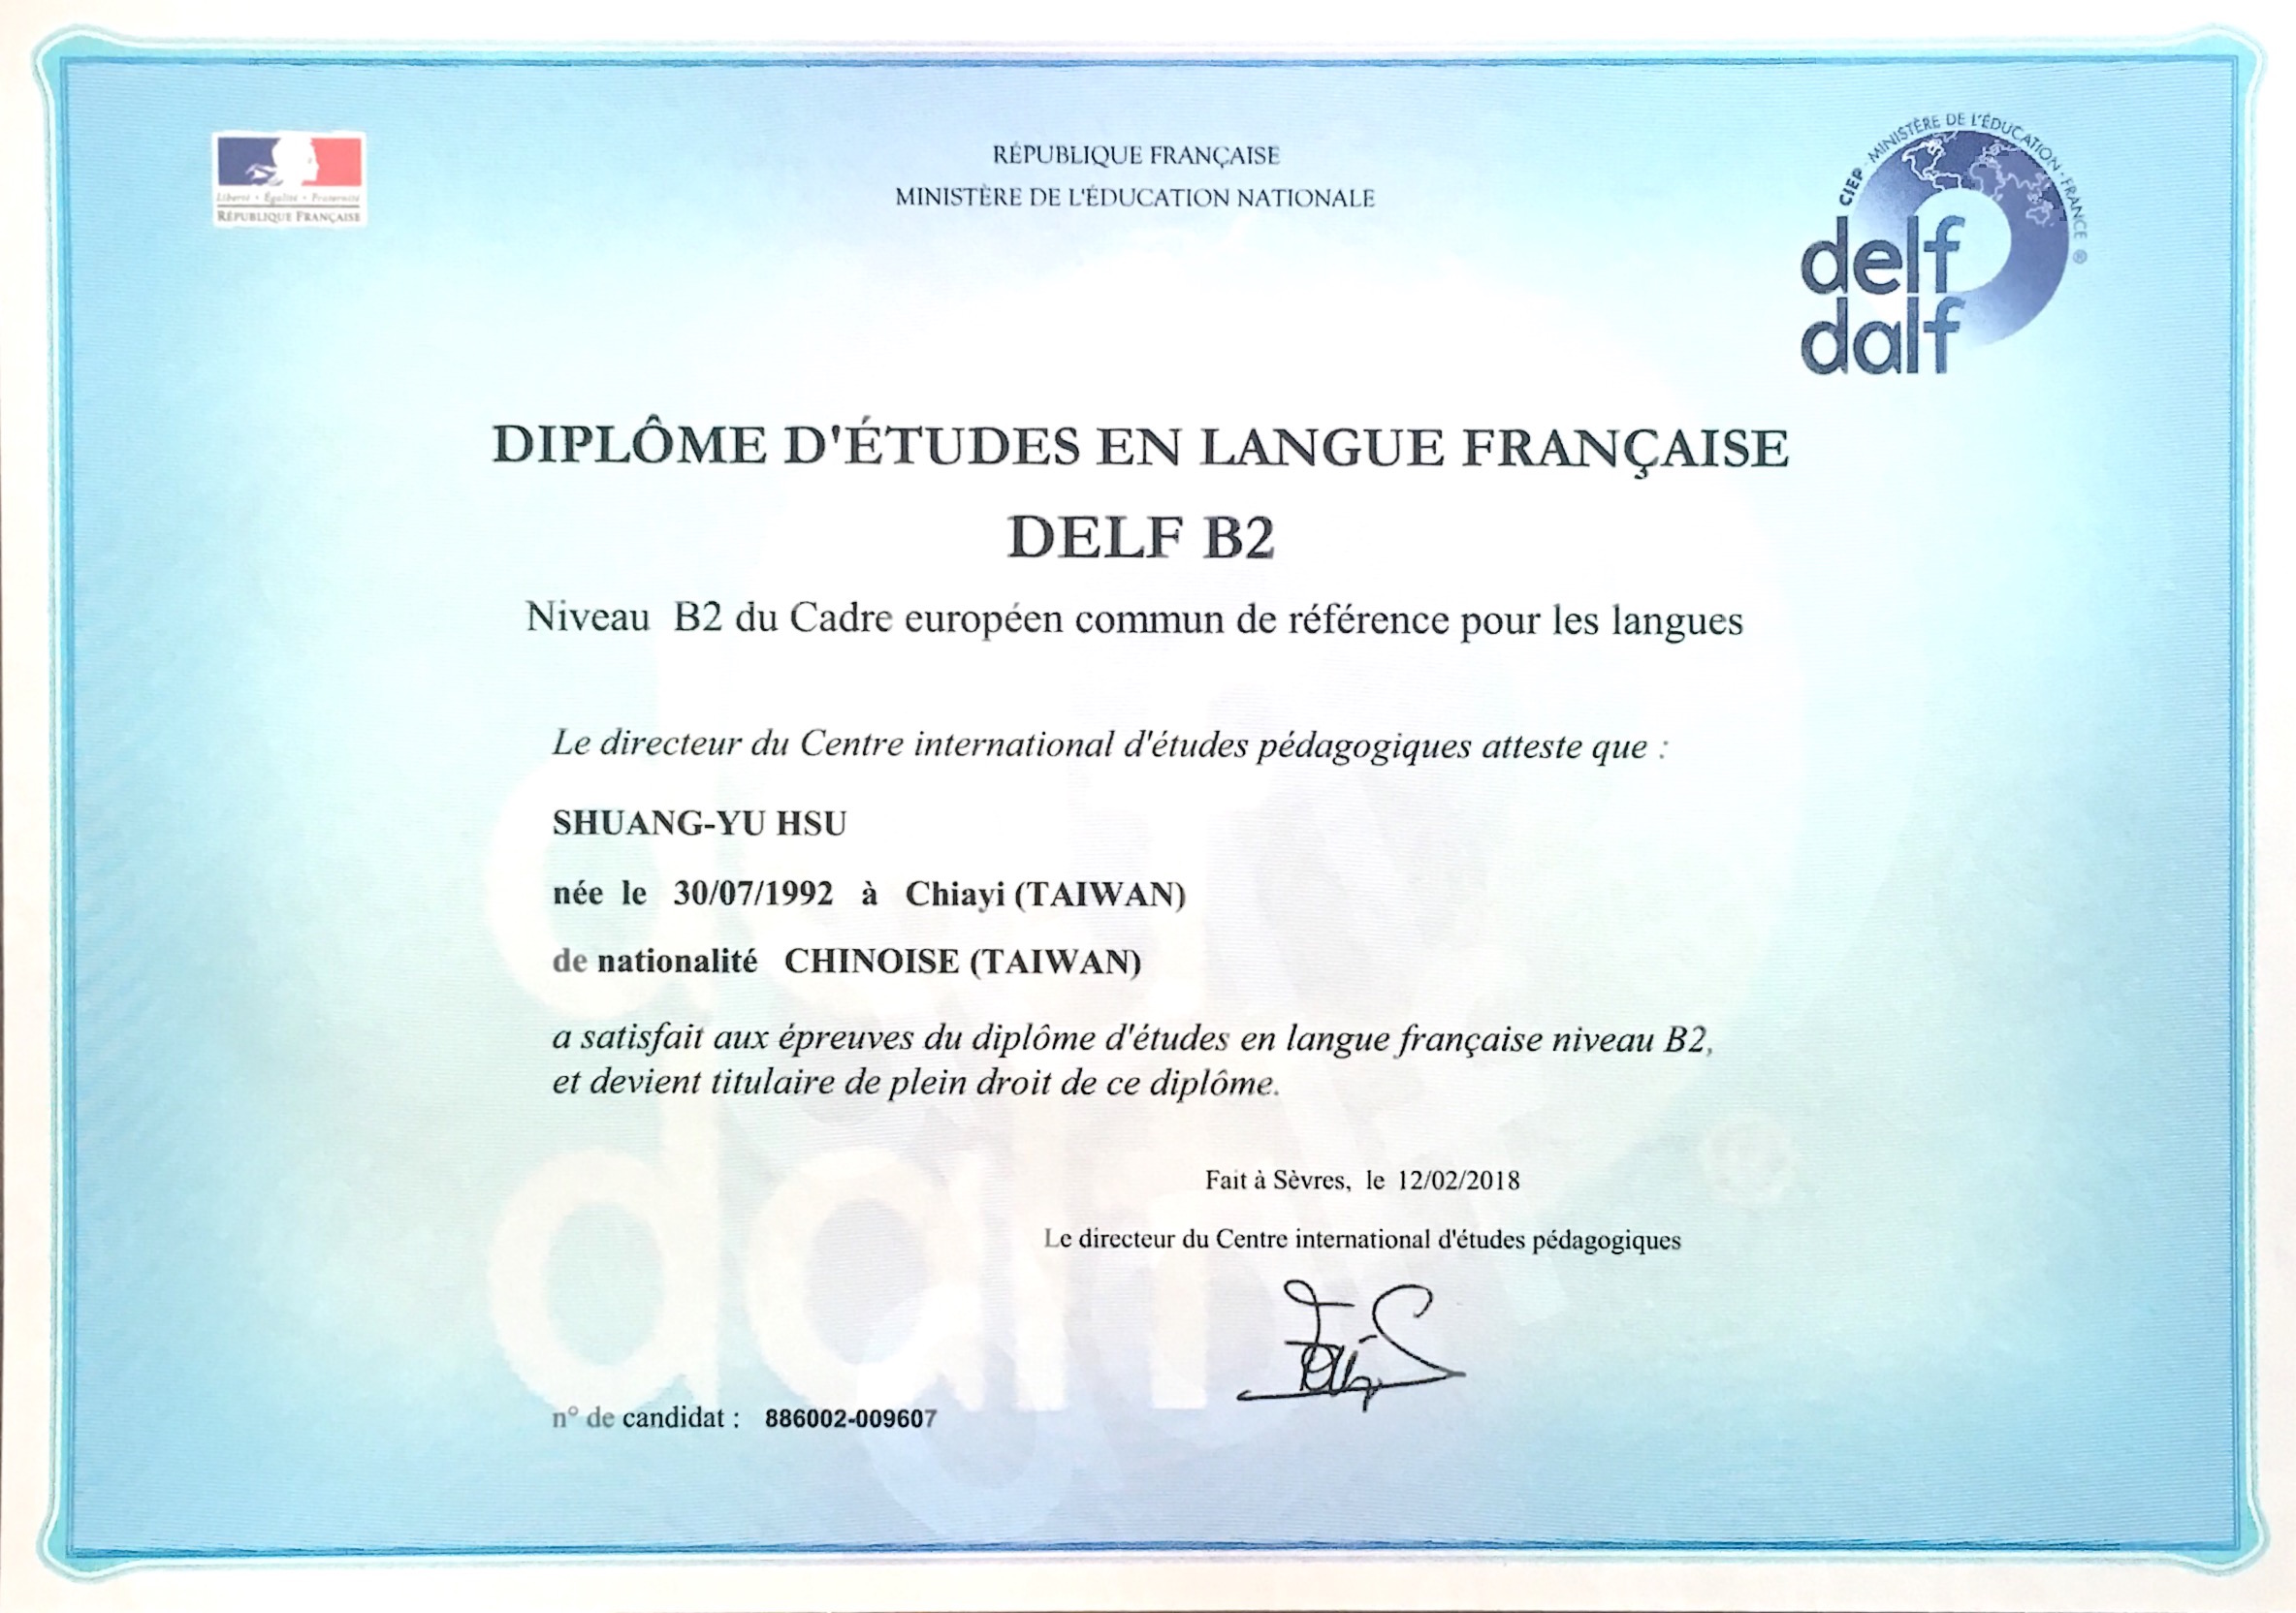 Liberté • Égalité • Fraternité
RÉPUBLIQUE FRANÇAISE
RÉPUBLIQUE FRANÇAISE
MINISTÈRE DE L'ÉDUCATION NATIONALE
CIEP - MINISTÈRE DE L'ÉDUCATION - FRANCE ®
delf
dalf
DIPLÔME D'ÉTUDES EN LANGUE FRANÇAISE
DELF B2
Niveau B2 du Cadre européen commun de référence pour les langues
Le directeur du Centre international d'études pédagogiques atteste que :
SHUANG-YU HSU
née le 30/07/1992 à Chiayi (TAIWAN)
de nationalité CHINOISE (TAIWAN)
a satisfait aux épreuves du diplôme d'études en langue française niveau B2,
et devient titulaire de plein droit de ce diplôme.
Fait à Sèvres, le 12/02/2018
Le directeur du Centre international d'études pédagogiques
n° de candidat : 886002-009607